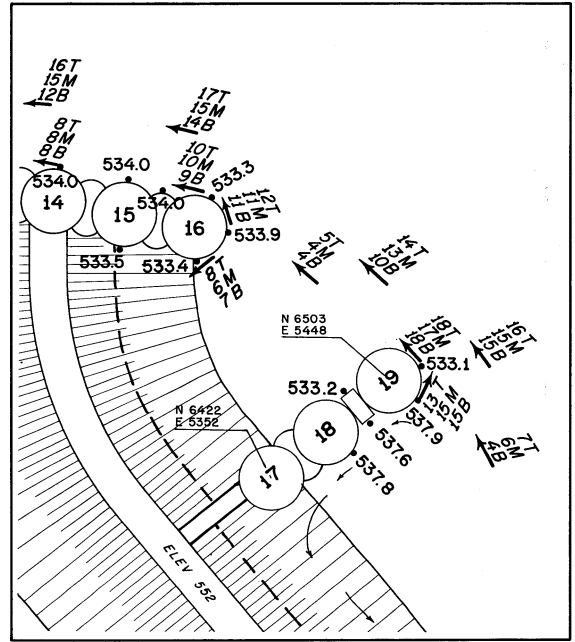 16T
15M
12B
17T
15M
14B
8T
8M
8B
534.0
534.0
14
15
534.0
10T
10M
9B
533.3
16
12T
11M
11B
533.9
533.5
533.4
8T
6M
7B
5T
4M
4B
14T
13M
10B
N 6503
E 5448
18T
17M
18B
16T
15M
15B
533.1
19
533.2
13T
15M
15B
537.9
N 6422
E 5352
18
537.6
7T
6M
4B
17
537.8
ELEV 552